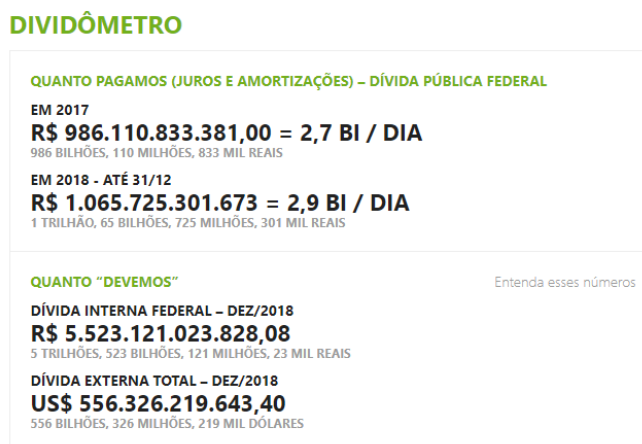 DIVIDÔMETRO
QUANTO PAGAMOS (JUROS E AMORTIZAÇÕES) – DÍVIDA PÚBLICA FEDERAL
EM 2017
R$ 986.110.833.381,00 = 2,7 BI / DIA
986 BILHÕES, 110 MILHÕES, 833 MIL REAIS
EM 2018 - ATÉ 31/12
R$ 1.065.725.301.673 = 2,9 BI / DIA
1 TRILHÃO, 65 BILHÕES, 725 MILHÕES, 301 MIL REAIS
QUANTO “DEVEMOS”
Entenda esses números
DÍVIDA INTERNA FEDERAL – DEZ/2018
R$ 5.523.121.023.828,08
5 TRILHÕES, 523 BILHÕES, 121 MILHÕES, 23 MIL REAIS
DÍVIDA EXTERNA TOTAL – DEZ/2018
US$ 556.326.219.643,40
556 BILHÕES, 326 MILHÕES, 219 MIL DÓLARES